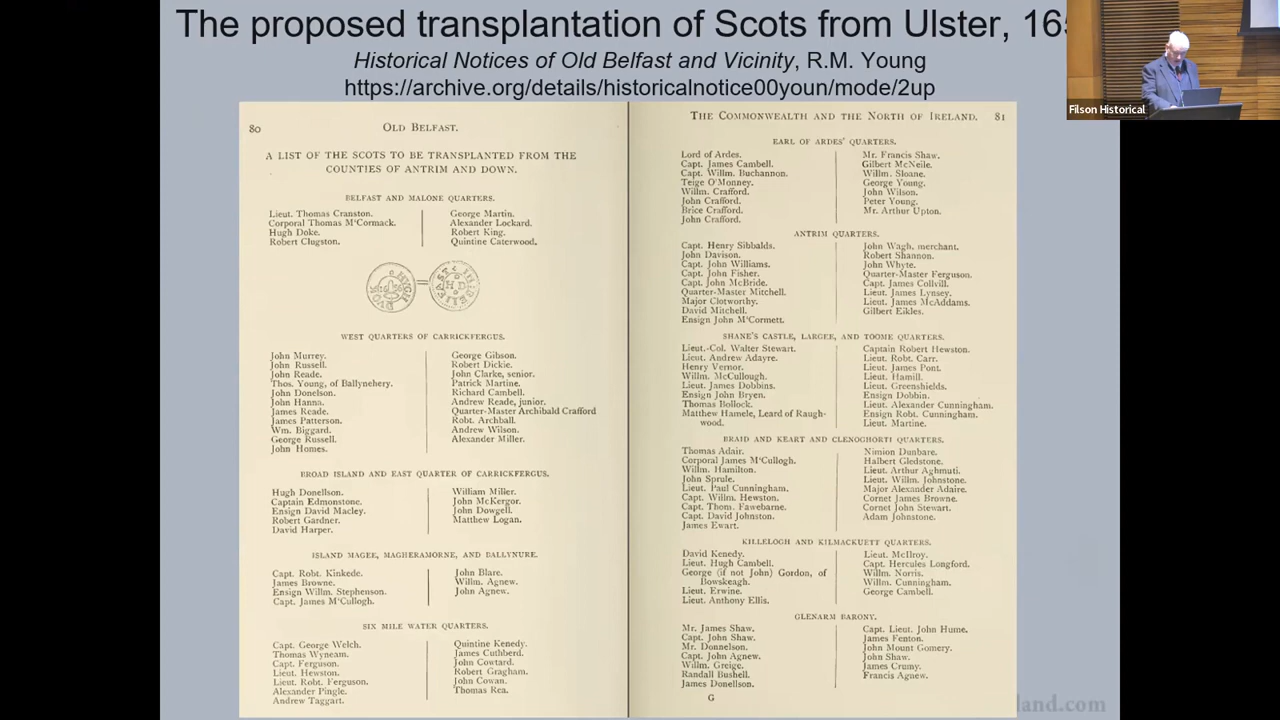 The proposed transplantation of Scots from Ulster, 165
Historical Notices of Old Belfast and Vicinity, R.M. Young
https://archive.org/details/historicalnotice00youn/mode/2up
Filson Historical
80 OLD BELFAST.
A LIST OF THE SCOTS TO BE TRANSPLANTED FROM THE
COUNTIES OF ANTRIM AND DOWN.
BELFAST AND MALONE QUARTERS.
Lieut. Thomas Cranston.
Corporal Thomas M'Cormack.
Hugh Doke.
Robert Clugston.
George Martin.
Alexander Lockard.
Robert King.
Quintine Caterwood.
WEST QUARTERS OF CARRICKFERGUS.
John Murrey.
John Russell.
John Reade.
Thos. Young, of Ballynehery.
John Donelson.
John Hanna.
James Reade.
James Patterson.
Wm. Biggard.
George Russell.
John Homes.
George Gibson.
Robert Dickie.
John Clarke, senior.
Patrick Martine.
Richard Cambell.
Andrew Reade, junior.
Quarter-Master Archibald Crafford
Robt. Archball.
Andrew Wilson.
Alexander Miller.
BROAD ISLAND AND EAST QUARTER OF CARRICKFERGUS.
Hugh Donellson.
Captain Edmonstone.
Ensign David Macley.
Robert Gardner.
David Harper.
William Miller.
John McKergor.
John Dowgell.
Matthew Logan.
ISLAND MAGEE, MAGHERAMORNE, AND BALLYNURE.
Capt. Robt. Kinkede.
James Browne.
Ensign Willm. Stephenson.
Capt. James M'Cullogh.
John Blare.
Willm. Agnew.
John Agnew.
SIX MILE WATER QUARTERS.
Capt. George Welch.
Thomas Wyneam.
Capt. Ferguson.
Lieut. Hewston.
Lieut. Robt. Ferguson.
Alexander Pingle.
Andrew Taggart.
Quintine Kenedy.
James Cuthberd.
John Cowtard.
Robert Gragham.
John Cowan.
Thomas Rea.
THE COMMONWEALTH AND THE NORTH OF IRELAND. 81
EARL OF ARDES' QUARTERS.
Lord of Ardes.
Capt. James Cambell.
Capt. Willm. Buchannon.
Teige O'Monney.
Willm. Crafford.
John Crafford.
Brice Crafford.
John Crafford.
Mr. Francis Shaw.
Gilbert McNeile.
Willm. Sloane.
George Young.
John Wilson.
Peter Young.
Mr. Arthur Upton.
ANTRIM QUARTERS.
Capt. Henry Sibbalds.
John Davison.
Capt. John Williams.
Capt. John Fisher.
Capt. John McBride.
Quarter-Master Mitchell.
Major Clotworthy.
David Mitchell.
Ensign John M'Cormett.
John Wagh, merchant.
Robert Shannon.
John Whyte.
Quarter-Master Ferguson.
Capt. James Collvill.
Lieut. James Lynsey.
Lieut. James McAddams.
Gilbert Eikles.
SHANE'S CASTLE, LARGEE, AND TOOME QUARTERS.
Lieut.-Col. Walter Stewart.
Lieut. Andrew Adayre.
Henry Vernor.
Willm. McCullough.
Lieut. James Dobbins.
Ensign John Bryen.
Thomas Bollock.
Matthew Hamele, Leard of Raugh-
wood.
Captain Robert Hewston.
Lieut. Robt. Carr.
Lieut. James Pont.
Lieut. Hamill.
Lieut. Greenshields.
Ensign Dobbin.
Lieut. Alexander Cunningham.
Ensign Robt. Cunningham.
Lieut. Martine.
BRAID AND KEART AND CLENOGHORTI QUARTERS.
Thomas Adair.
Corporal James M'Cullogh.
Willm. Hamilton.
John Sprule.
Lieut. Paul Cunningham.
Capt. Willm. Hewston.
Capt. Thom. Fawebarne.
Capt. David Johnston.
James Ewart.
Nimion Dunbare.
Halbert Gledstone.
Lieut. Arthur Aghmuti.
Lieut. Willm. Johnstone.
Major Alexander Adaire.
Cornet James Browne.
Cornet John Stewart.
Adam Johnstone.
KILLELOGH AND KILMACKUETT QUARTERS.
David Kenedy.
Lieut. Hugh Cambell.
George (if not John) Gordon, of
Bowskeagh.
Lieut. Erwine.
Lieut. Anthony Ellis.
Lieut. McIlroy.
Capt. Hercules Longford.
Willm. Norris.
Willm. Cunningham.
George Cambell.
GLENARM BARONY.
Mr. James Shaw.
Capt. John Shaw.
Mr. Donnelson.
Capt. John Agnew.
Willm. Greige.
Randall Bushell.
James Donellson.
Capt. Lieut. John Hume.
James Fenton.
John Mount Gomery.
John Shaw.
James Crumy.
Francis Agnew.
G
land.com